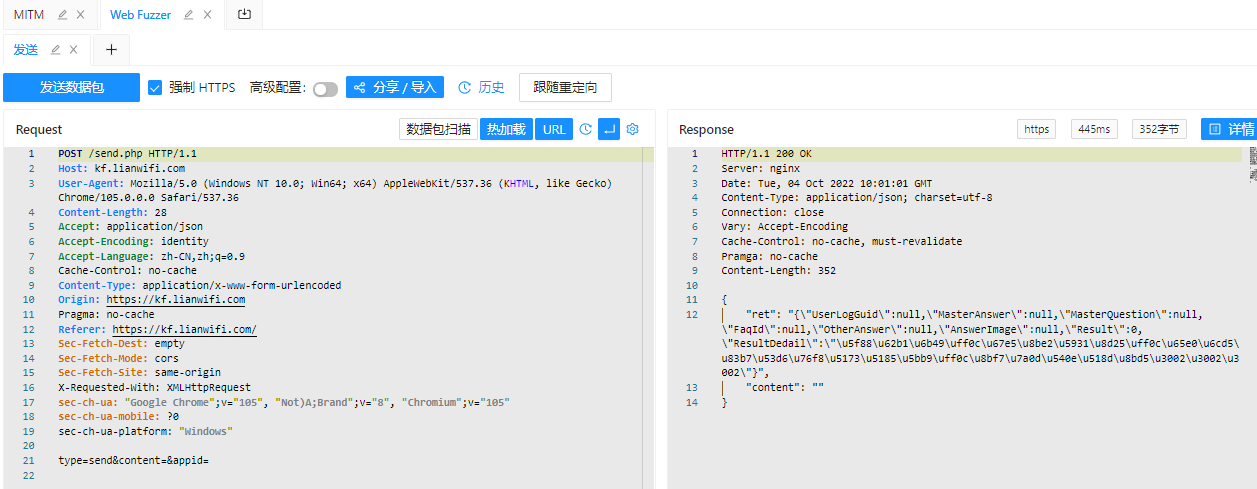 MITM
Web Fuzzer
发送
发送数据包 强制 HTTPS 高级配置: 分享 / 导入 历史 跟随重定向
Request 数据包扫描 热加载 URL
1 POST /send.php HTTP/1.1
2 Host: kf.lianwifi.com
3 User-Agent: Mozilla/5.0 (Windows NT 10.0; Win64; x64) AppleWebKit/537.36 (KHTML, like Gecko)
Chrome/105.0.0.0 Safari/537.36
4 Content-Length: 28
5 Accept: application/json
6 Accept-Encoding: identity
7 Accept-Language: zh-CN,zh;q=0.9
8 Cache-Control: no-cache
9 Content-Type: application/x-www-form-urlencoded
10 Origin: https://kf.lianwifi.com
11 Pragma: no-cache
12 Referer: https://kf.lianwifi.com/
13 Sec-Fetch-Dest: empty
14 Sec-Fetch-Mode: cors
15 Sec-Fetch-Site: same-origin
16 X-Requested-With: XMLHttpRequest
17 sec-ch-ua: "Google Chrome";v="105", "Not)A;Brand";v="8", "Chromium";v="105"
18 sec-ch-ua-mobile: ?0
19 sec-ch-ua-platform: "Windows"
20
21 type=send&content=&appid=
22
Response https 445ms 352字节 详情
1 HTTP/1.1 200 OK
2 Server: nginx
3 Date: Tue, 04 Oct 2022 10:01:01 GMT
4 Content-Type: application/json; charset=utf-8
5 Connection: close
6 Vary: Accept-Encoding
7 Cache-Control: no-cache, must-revalidate
8 Pramga: no-cache
9 Content-Length: 352
10
11 {
12 "ret": "{\"UserLogGuid\":null,\"MasterAnswer\":null,\"MasterQuestion\":null,
\"FaqId\":null,\"OtherAnswer\":null,\"AnswerImage\":null,\"Result\":0,
\"ResultDedail\":\"\u5f88\u62b1\u6b49\uff0c\u67e5\u8be2\u5931\u8d25\uff0c\u65e0\u6cd5\
u83b7\u53d6\u76f8\u5173\u5185\u5bb9\uff0c\u8bf7\u7a0d\u540e\u518d\u8bd5\u3002\u3002\u3
002\"}",
13 "content": ""
14 }